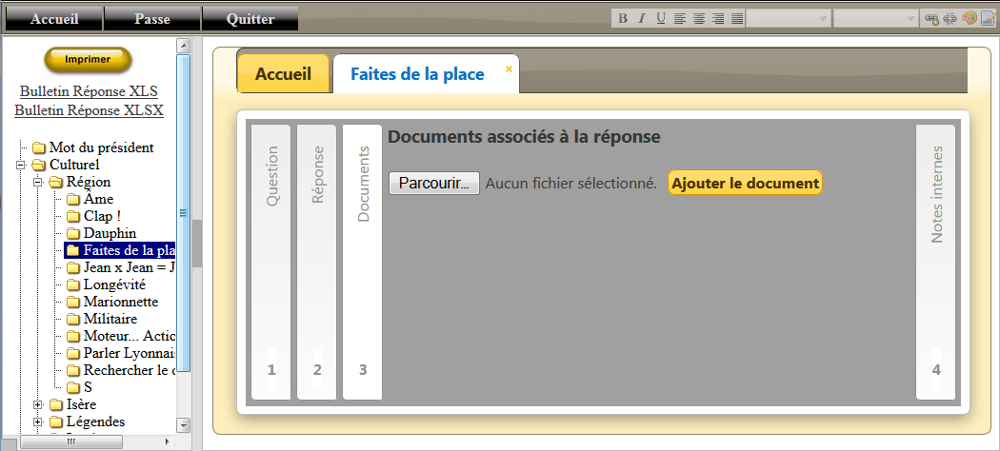 Accueil Passe Quitter
B I U
Imprimer
Bulletin Réponse XLS
Bulletin Réponse XLSX
Mot du président
Culturel
Région
Âme
Clap !
Dauphin
Faites de la pla
Jean x Jean = J
Longévité
Marionnette
Militaire
Moteur... Actio
Parler Lyonnais
Rechercher le c
S
Isère
Légendes
Accueil
Faites de la place ×
Question
1
Réponse
2
Documents
3
Documents associés à la réponse
Parcourir... Aucun fichier sélectionné. Ajouter le document
Notes internes
4